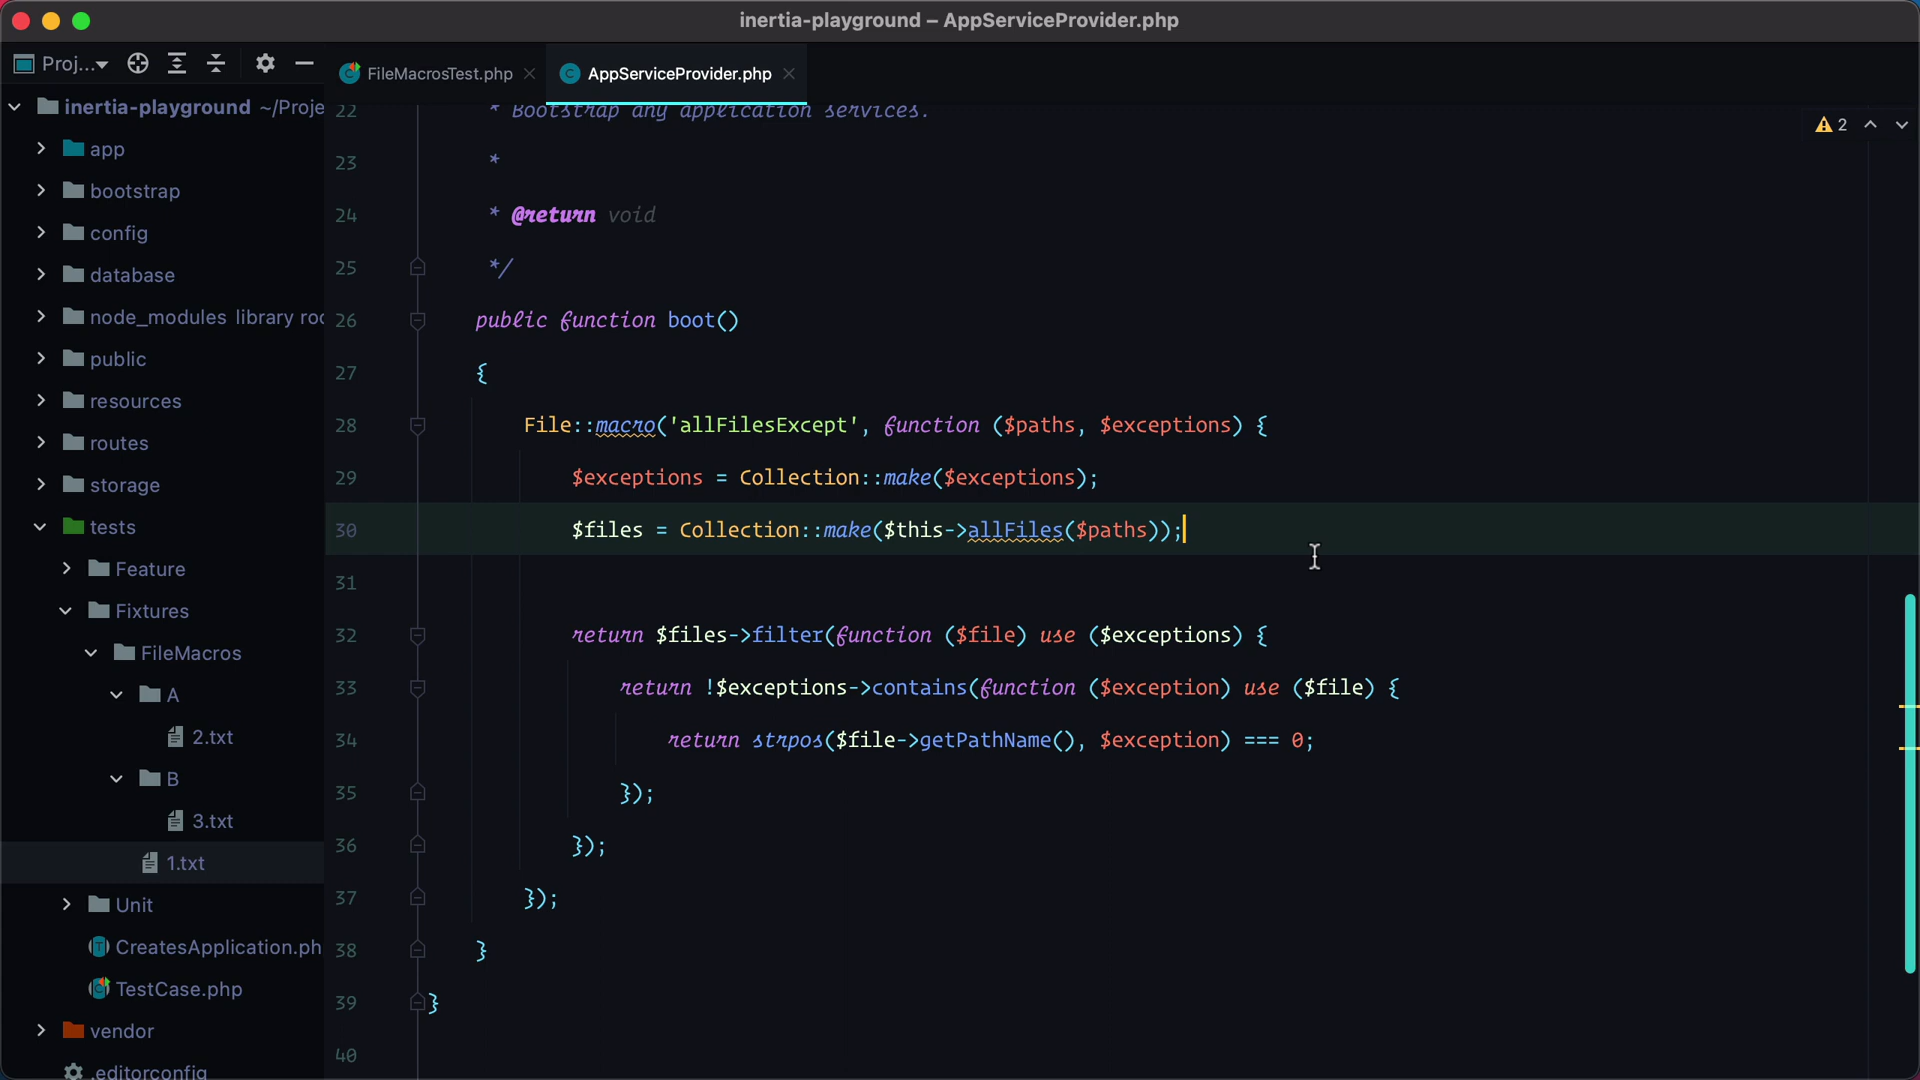 inertia-playground – AppServiceProvider.php
Proj...
FileMacrosTest.php
AppServiceProvider.php
inertia-playground ~/Proje
app
bootstrap
config
database
node_modules library roo
public
resources
routes
storage
tests
Feature
Fixtures
FileMacros
A
2.txt
B
3.txt
1.txt
Unit
CreatesApplication.ph
TestCase.php
vendor
.editorconfig
2
22 * Bootstrap any application services.
23 *
24 * @return void
25 */
26 public function boot()
27 {
28 File::macro('allFilesExcept', function ($paths, $exceptions) {
29 $exceptions = Collection::make($exceptions);
30 $files = Collection::make($this->allFiles($paths));
31
32 return $files->filter(function ($file) use ($exceptions) {
33 return !$exceptions->contains(function ($exception) use ($file) {
34 return strpos($file->getPathName(), $exception) === 0;
35 });
36 });
37 });
38 }
39 }
40